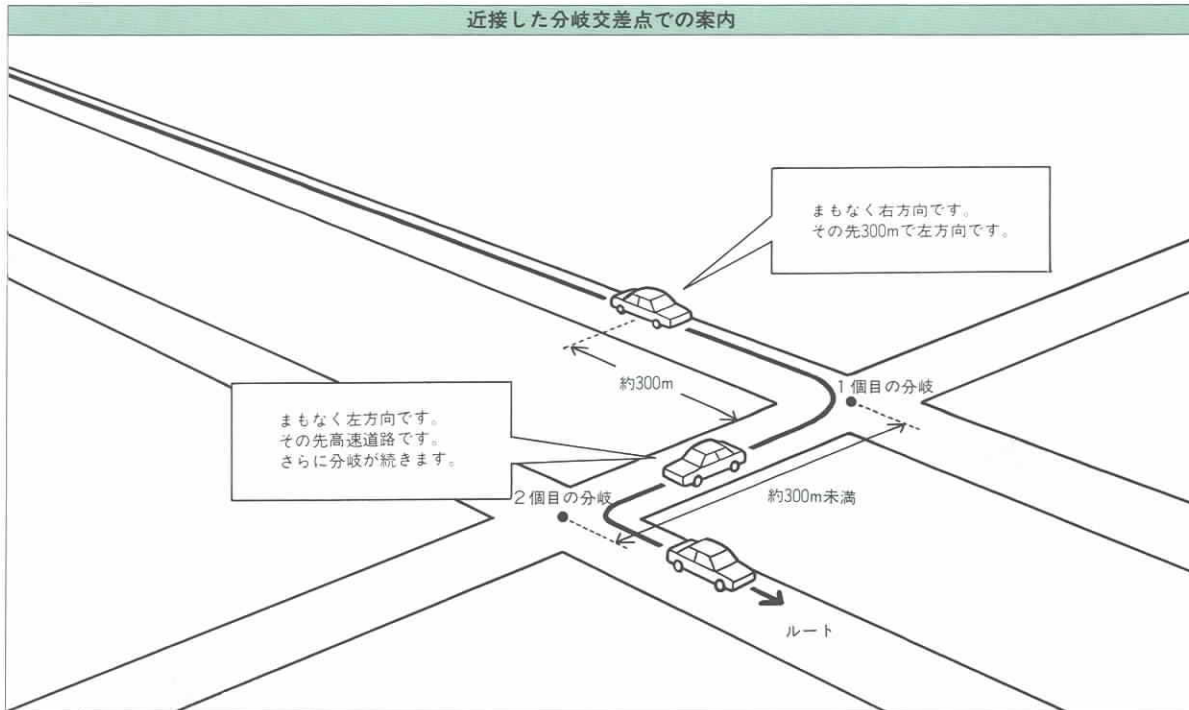 近接した分岐交差点での案内
まもなく右方向です。
その先300mで左方向です。
約300m
1個目の分岐
まもなく左方向です。
その先高速道路です。
さらに分岐が続きます。
2個目の分岐
約300m未満
ルート